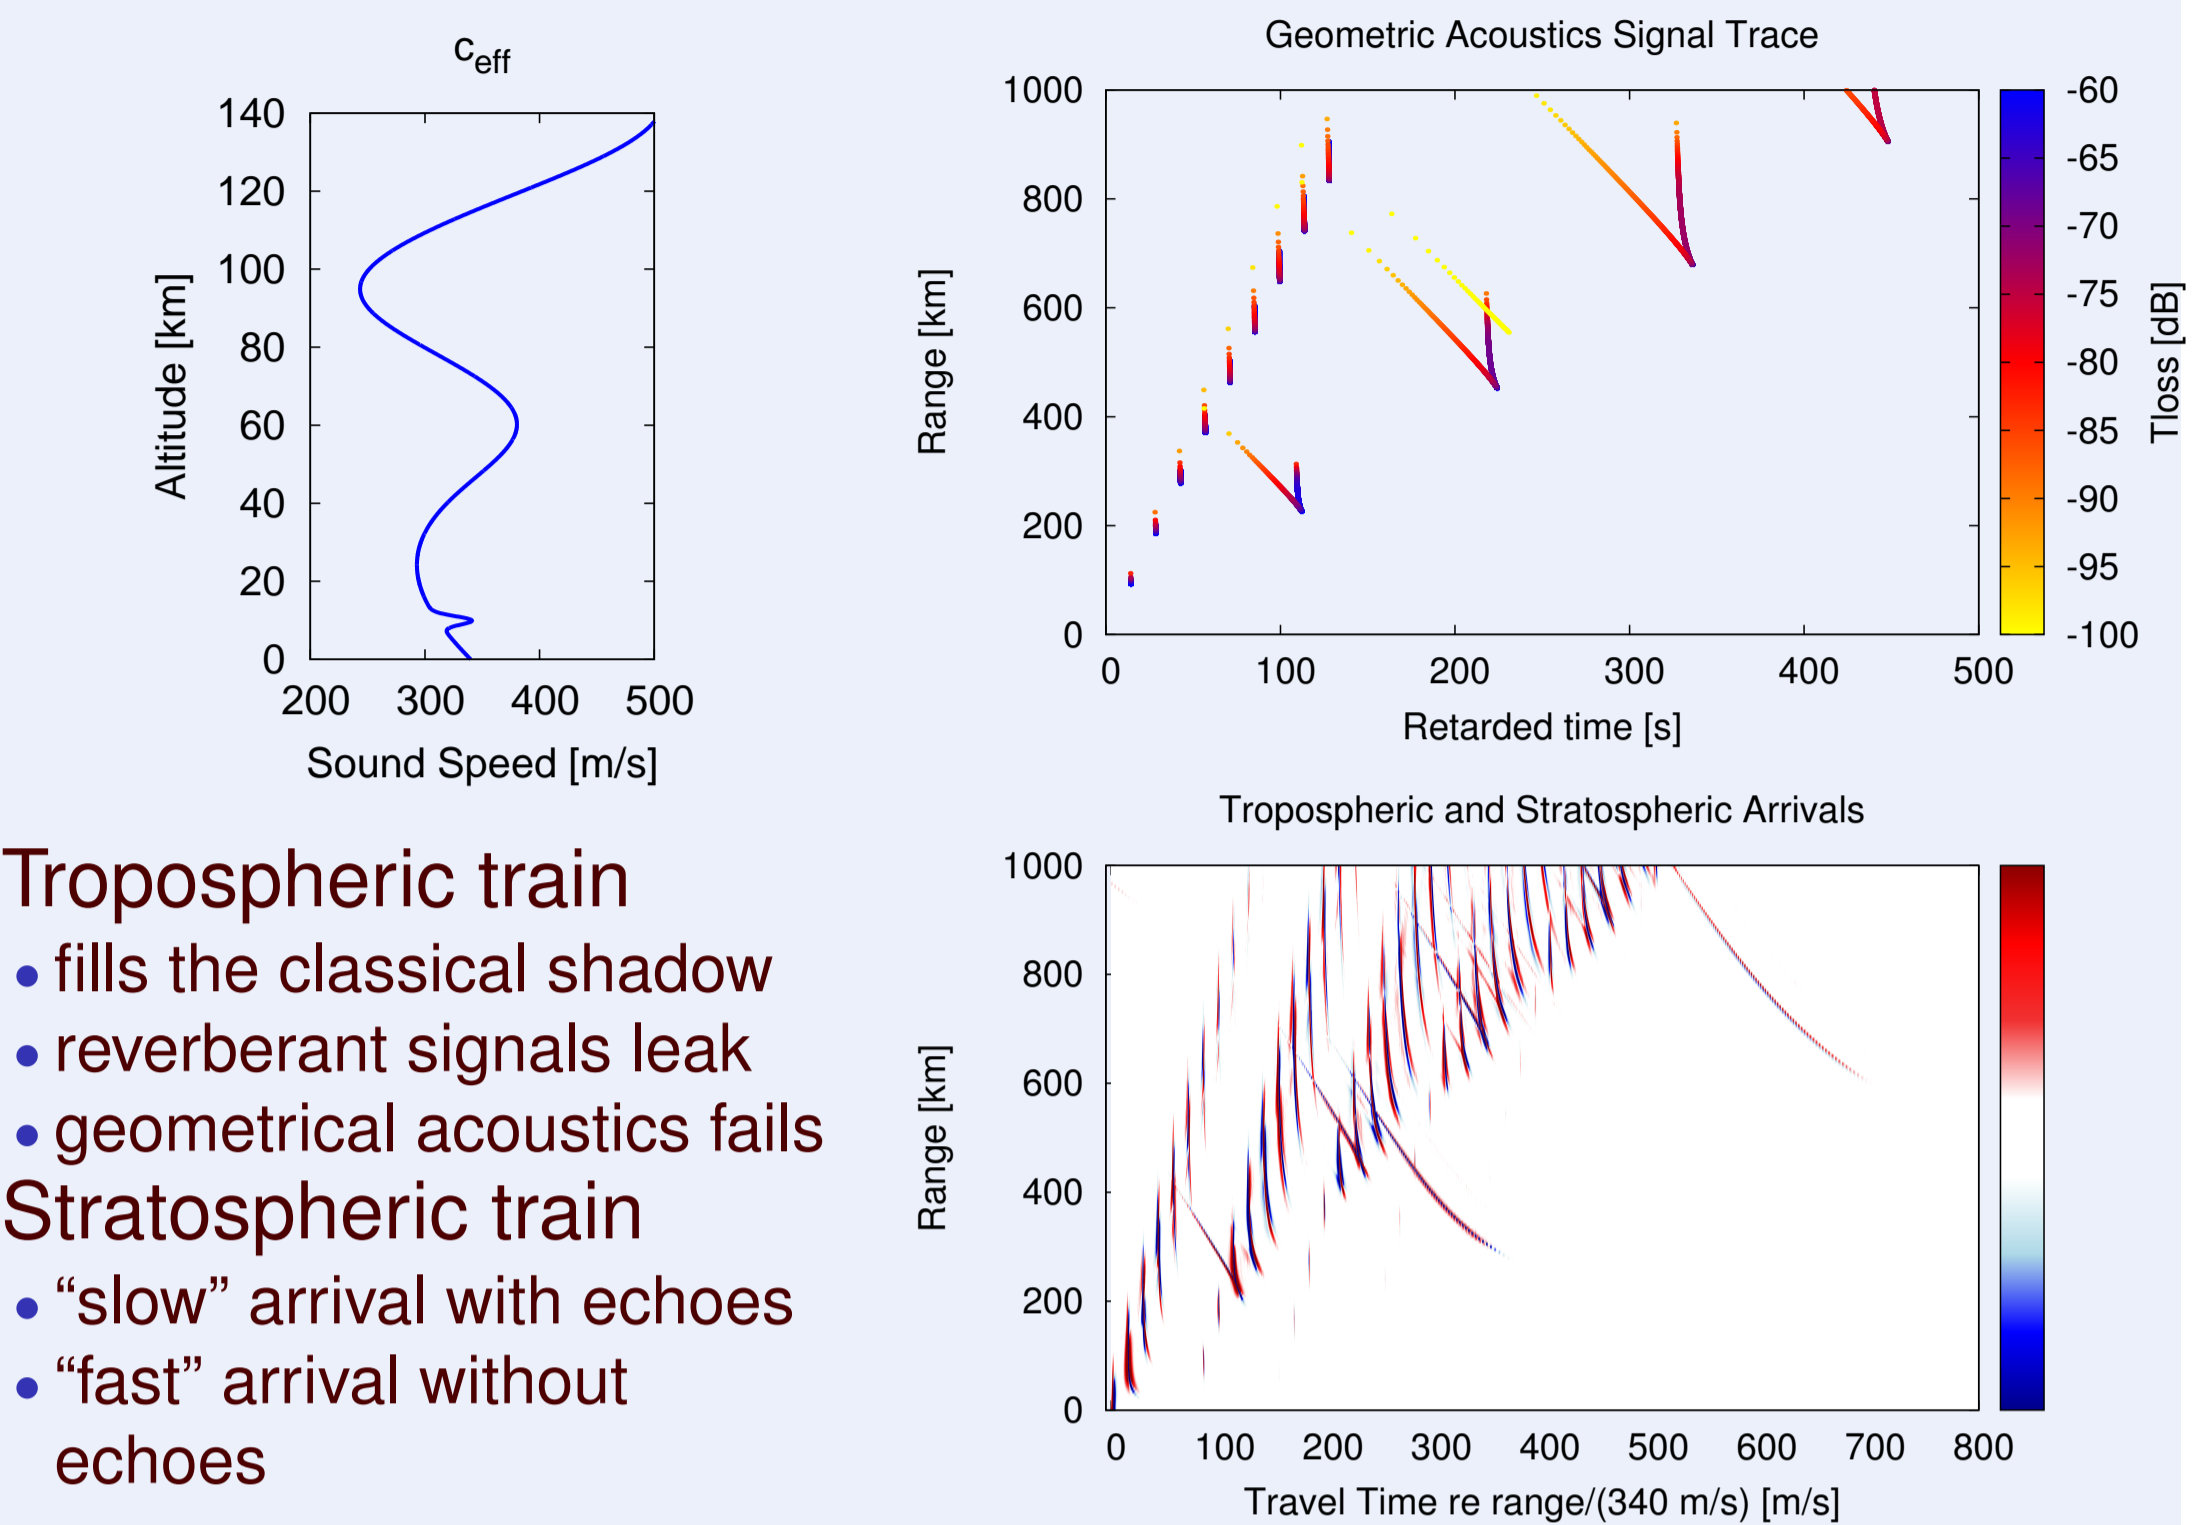 c_eff
140
120
100
80
60
40
20
0
Altitude [km]
200 300 400 500
Sound Speed [m/s]
Geometric Acoustics Signal Trace
1000
800
600
400
200
0
Range [km]
0 100 200 300 400 500
Retarded time [s]
-60
-65
-70
-75
-80
-85
-90
-95
-100
Tloss [dB]
Tropospheric train
• fills the classical shadow
• reverberant signals leak
• geometrical acoustics fails
Stratospheric train
• “slow” arrival with echoes
• “fast” arrival without
echoes
Tropospheric and Stratospheric Arrivals
1000
800
600
400
200
0
Range [km]
0 100 200 300 400 500 600 700 800
Travel Time re range/(340 m/s) [m/s]